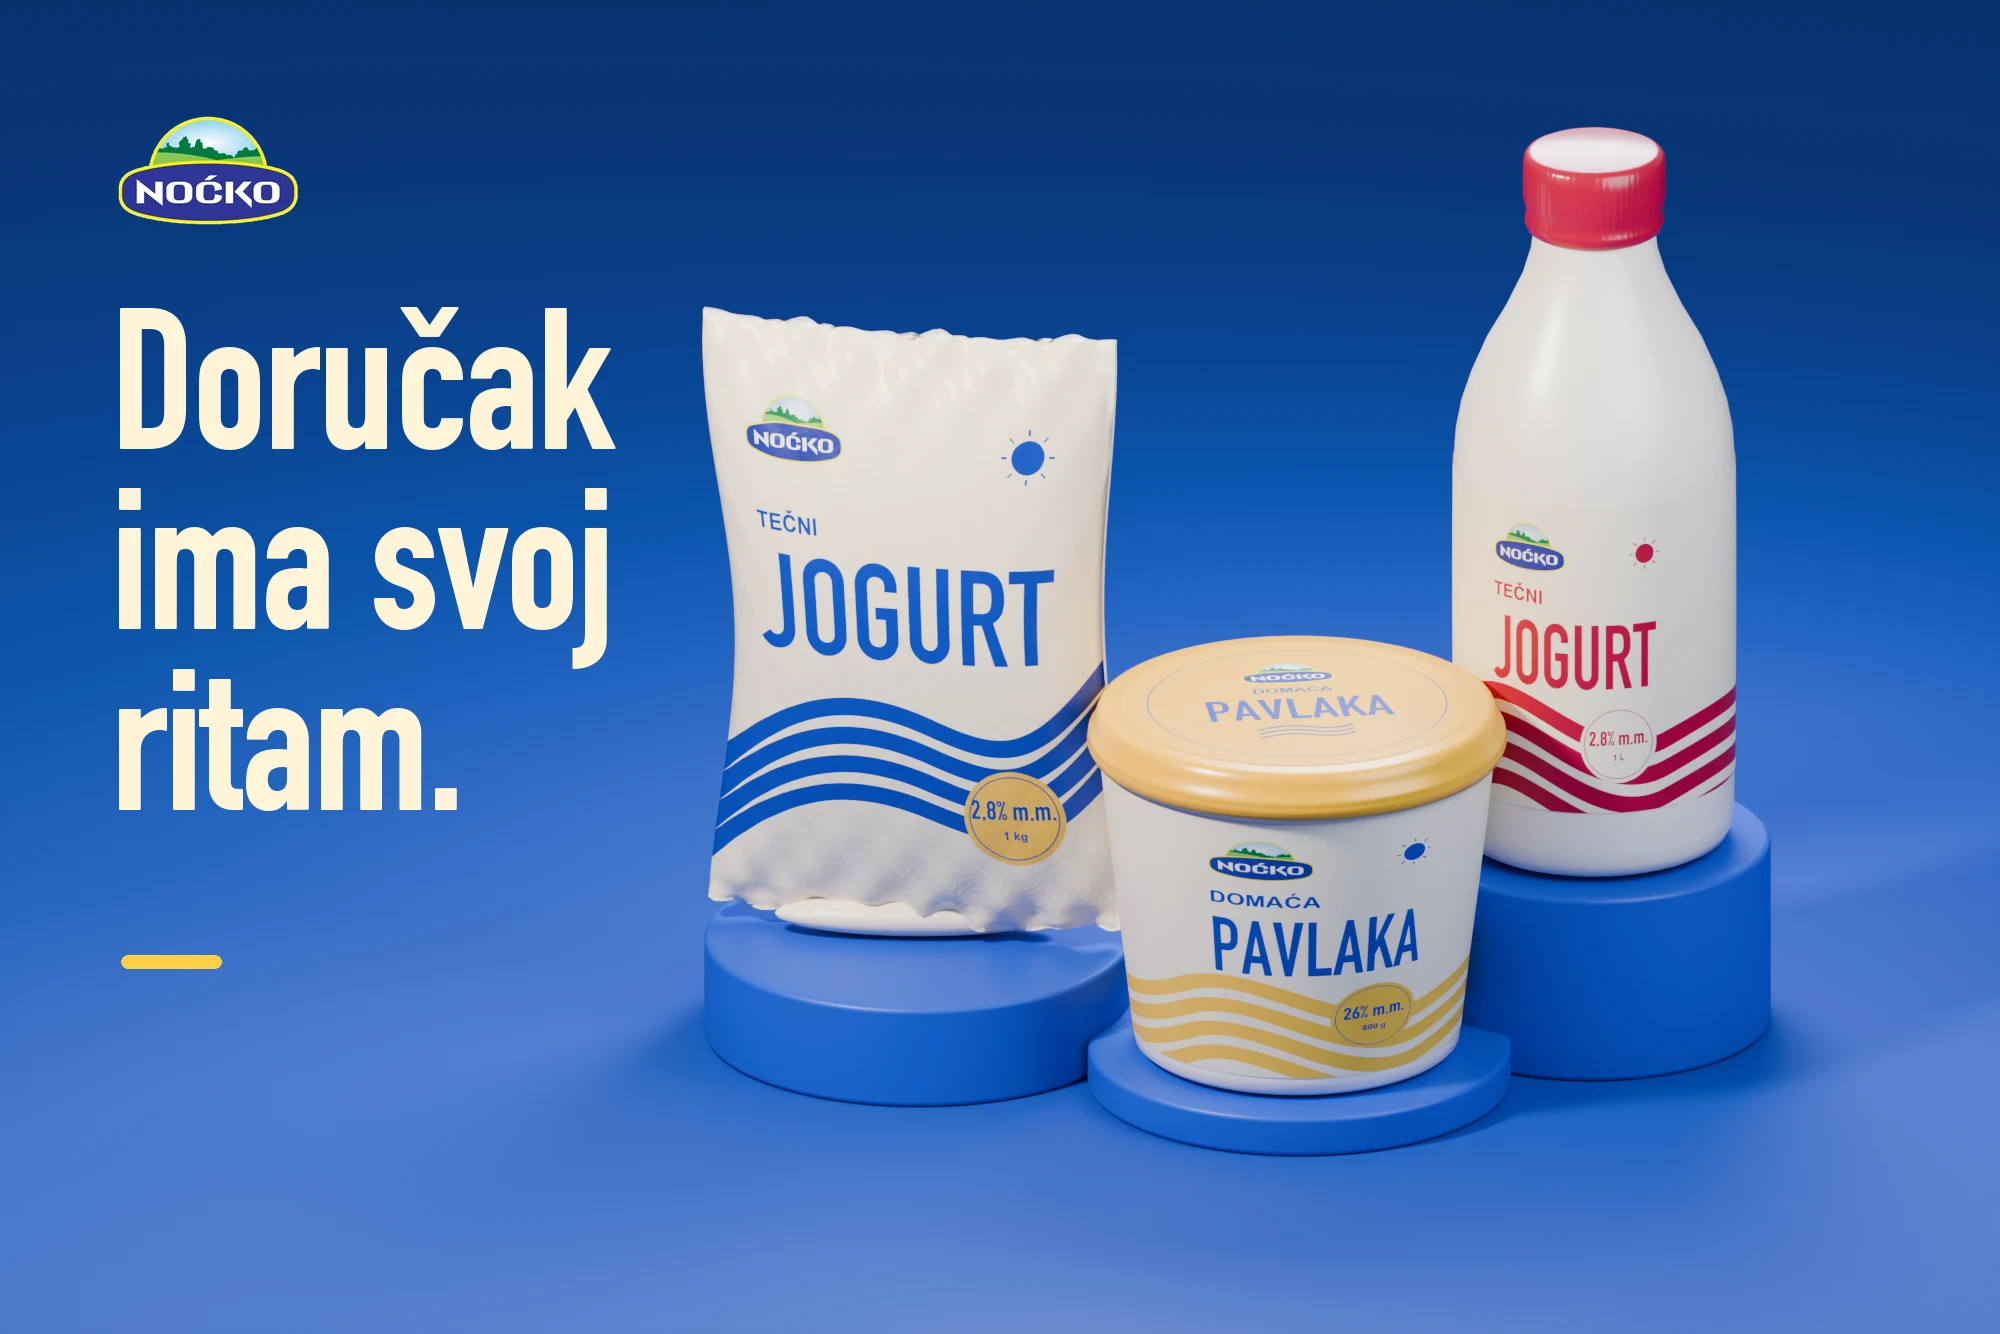 NOĆKO
Doručak
ima svoj
ritam.
NOĆKO
TEČNI
JOGURT
2,8% m.m.
1 kg
NOĆKO
DOMAĆA
PAVLAKA
NOĆKO
DOMAĆA
PAVLAKA
26% m.m.
800 g
NOĆKO
TEČNI
JOGURT
2,8% m.m.
1 L